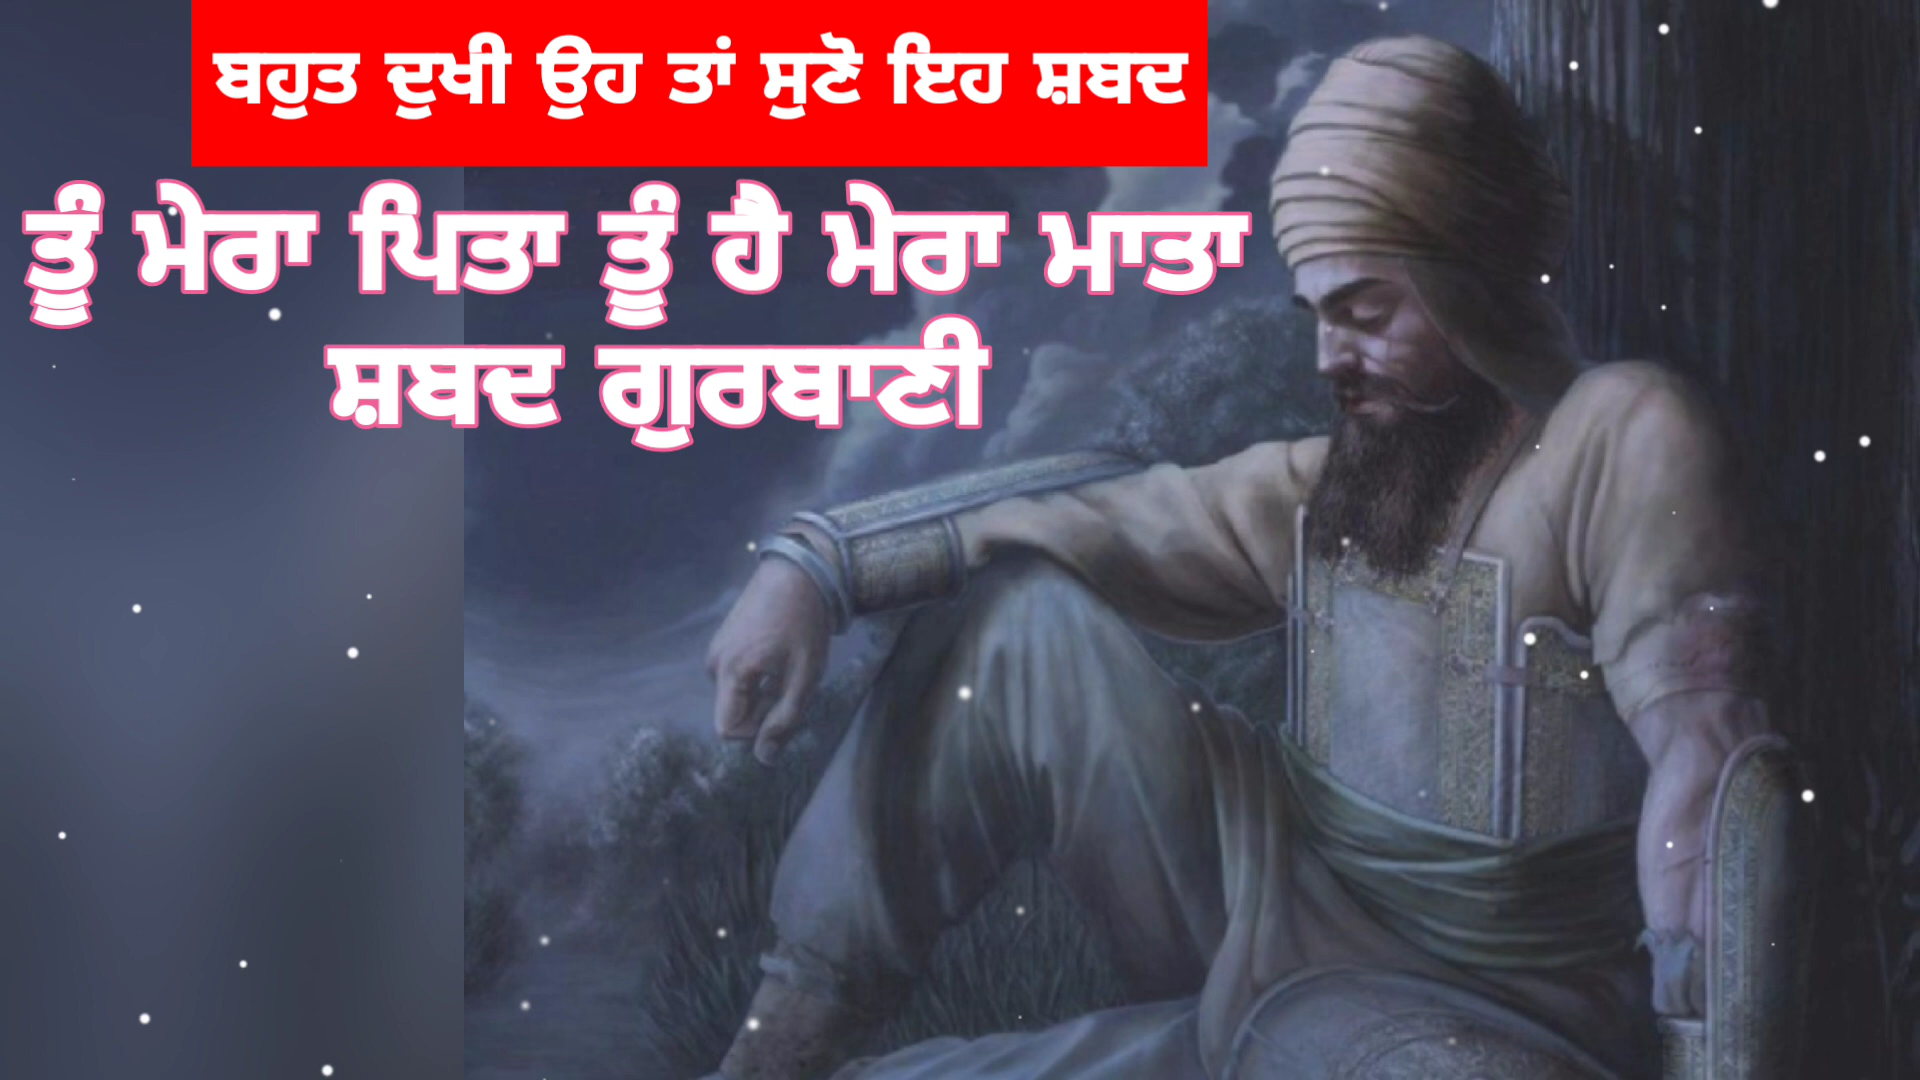 ਬਹੁਤ ਦੁਖੀ ਉਹ ਤਾਂ ਸੁਣੋ ਇਹ ਸ਼ਬਦ
ਤੂੰ ਮੇਰਾ ਪਿਤਾ ਤੂੰ ਹੈ ਮੇਰਾ ਮਾਤਾ
ਸ਼ਬਦ ਗੁਰਬਾਣੀ